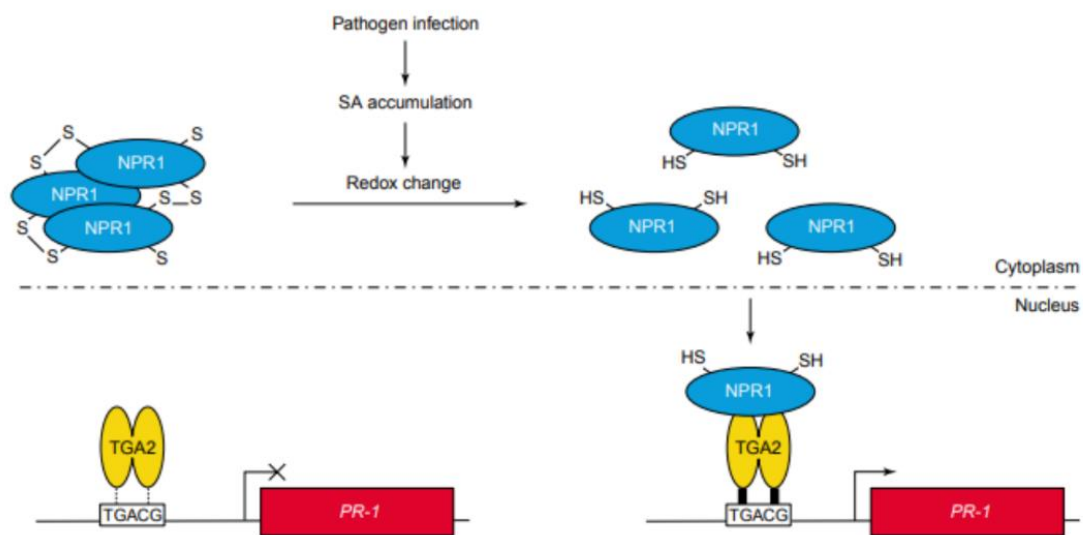 Pathogen infection
SA accumulation
Redox change
S
S
S
NPR1
NPR1
S
S
NPR1
S
S
S
NPR1
HS
SH
HS
SH
NPR1
NPR1
HS
SH
Cytoplasm
Nucleus
HS
SH
NPR1
TGA2
TGACG
PR-1
TGA2
TGACG
PR-1